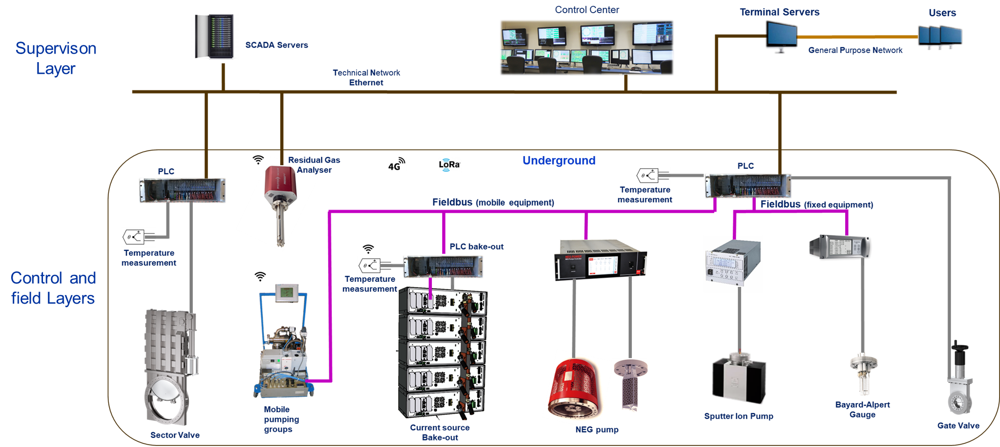 Control Center
Terminal Servers
Users
SCADA Servers
Supervison
Layer
General Purpose Network
Technical Network
Ethernet
Underground
Residual Gas
Analyser
4G
LoRa
PLC
PLC
Temperature
measurement
Fieldbus (mobile equipment)
Fieldbus (fixed equipment)
θ
θ
Temperature
measurement
PLC bake-out
θ
Temperature
measurement
NEG POWER
Control and
field Layers
Mobile
pumping
groups
Bayard-Alpert
Gauge
Sputter Ion Pump
Gate Valve
Current source
Bake-out
NEG pump
Sector Valve